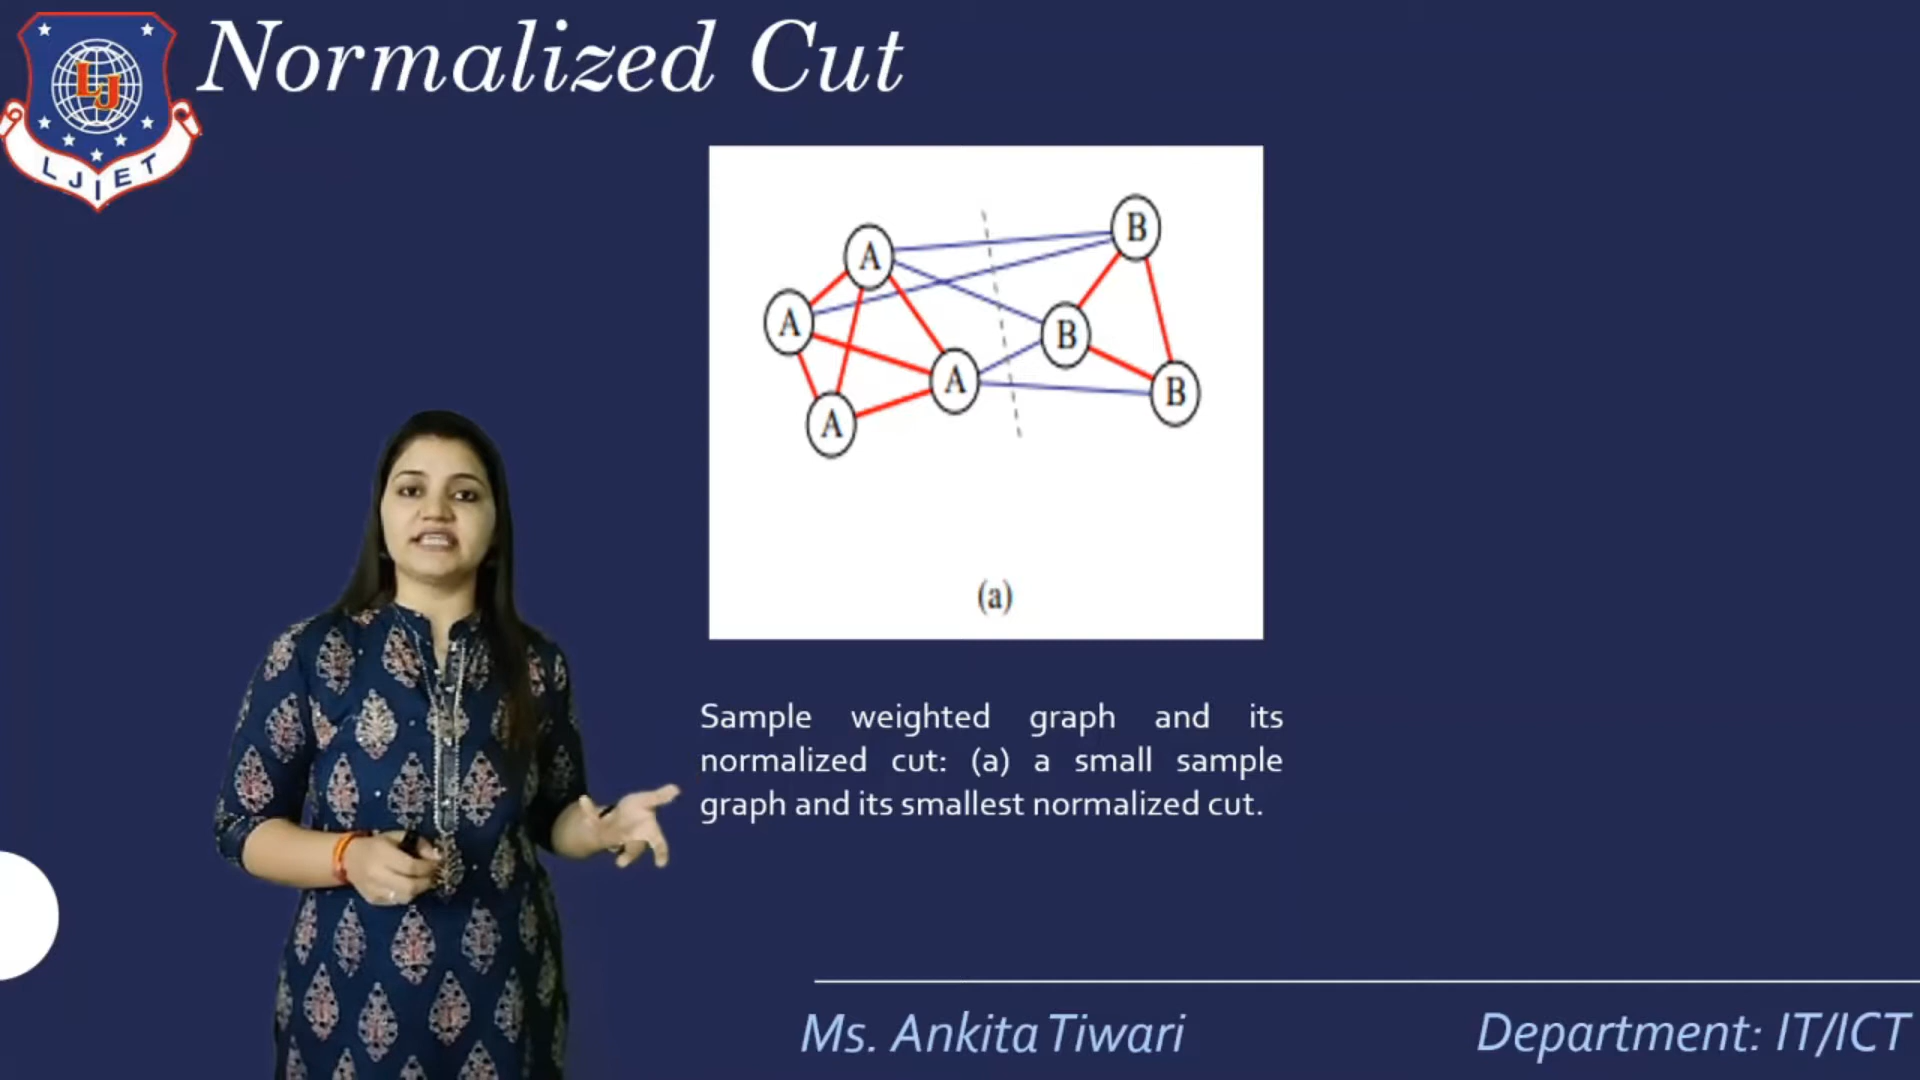 Normalized Cut
LJ
LJIET
B
A
A
B
A
B
A
(a)
Sample weighted graph and its
normalized cut: (a) a small sample
graph and its smallest normalized cut.
Ms. Ankita Tiwari
Department: IT/ICT